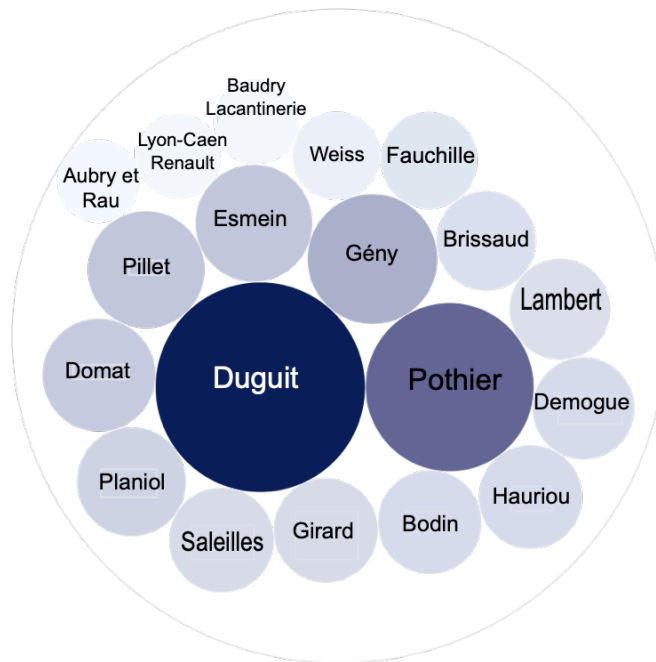 Baudry
Lacantinerie
Lyon-Caen
Renault
Weiss
Fauchille
Aubry et
Rau
Esmein
Gény
Brissaud
Pillet
Lambert
Domat
Duguit
Pothier
Demogue
Planiol
Hauriou
Saleilles
Girard
Bodin